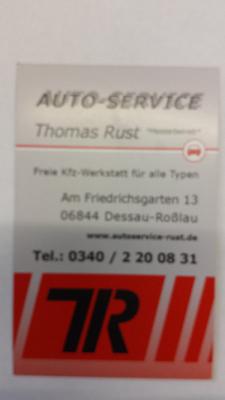 AUTO-SERVICE
Thomas Rust "Meisterbetrieb"
Freie Kfz-Werkstatt für alle Typen
Am Friedrichsgarten 13
06844 Dessau-Roßlau
www.autoservice-rust.de
Tel.: 0340 / 2 20 08 31
TR